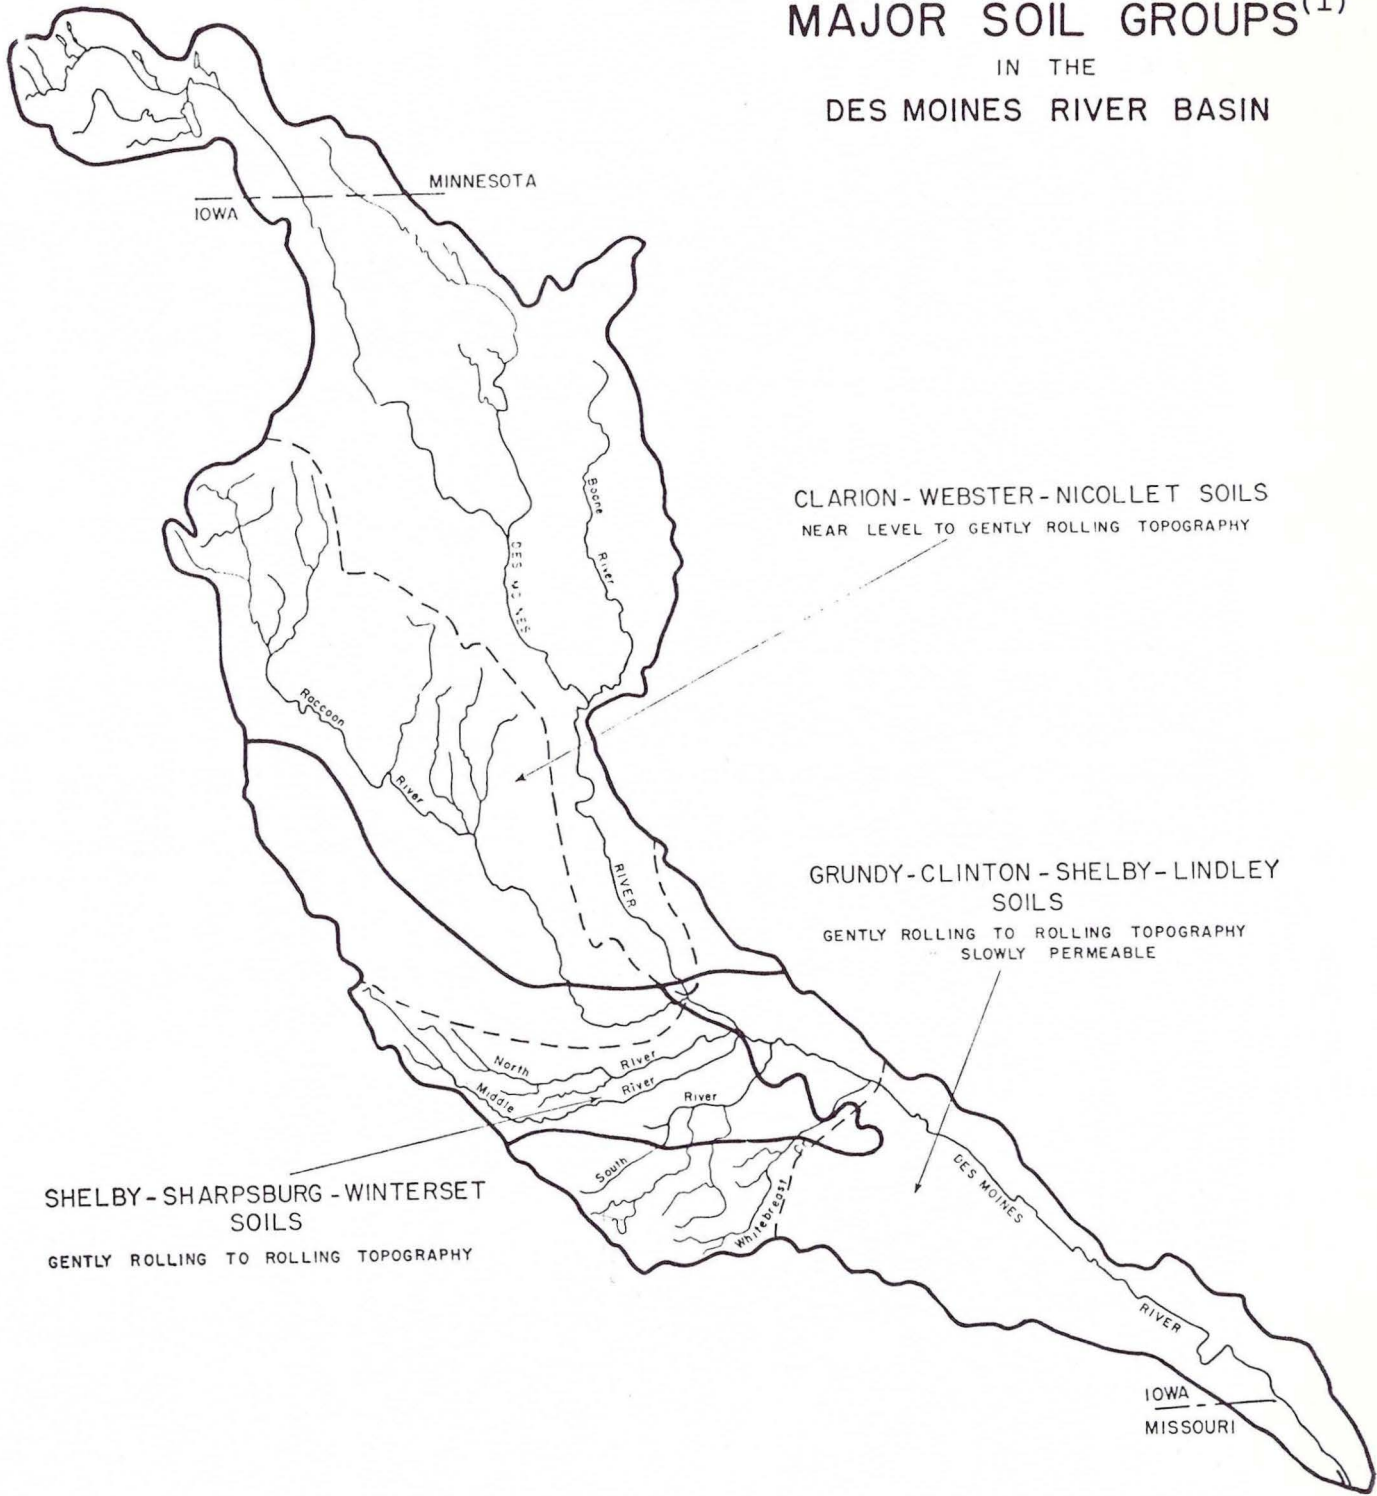 MAJOR SOIL GROUPS(1)
IN THE
DES MOINES RIVER BASIN
MINNESOTA
IOWA
CLARION - WEBSTER - NICOLLET SOILS
NEAR LEVEL TO GENTLY ROLLING TOPOGRAPHY
Boone
River
DES MOINES
Raccoon
River
RIVER
GRUNDY - CLINTON - SHELBY - LINDLEY
SOILS
GENTLY ROLLING TO ROLLING TOPOGRAPHY
SLOWLY PERMEABLE
North
River
Middle
River
River
South
Whitebreast
DES MOINES
SHELBY - SHARPSBURG - WINTERSET
SOILS
GENTLY ROLLING TO ROLLING TOPOGRAPHY
RIVER
IOWA
MISSOURI